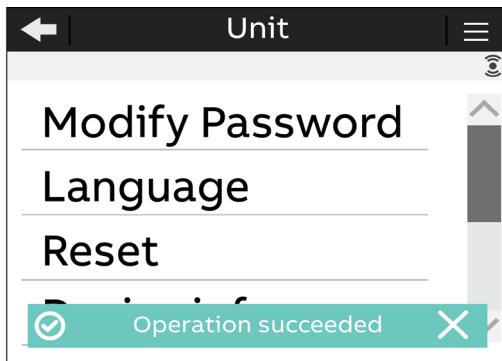 Unit
Modify Password
Language
Reset
Operation succeeded